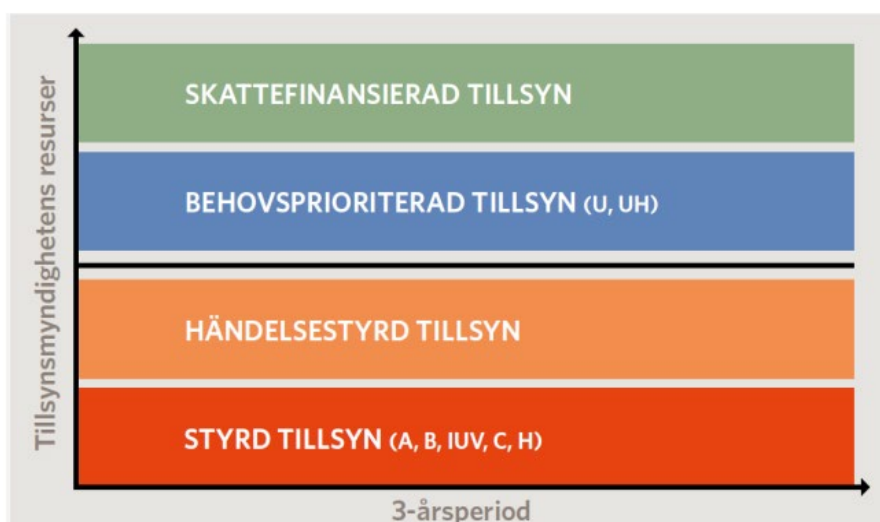 Tillsynsmyndighetens resurser
SKATTEFINANSIERAD TILLSYN
BEHOVSPRIORITERAD TILLSYN (U, UH)
HÄNDELSESTYRD TILLSYN
STYRD TILLSYN (A, B, IUV, C, H)
3-årsperiod